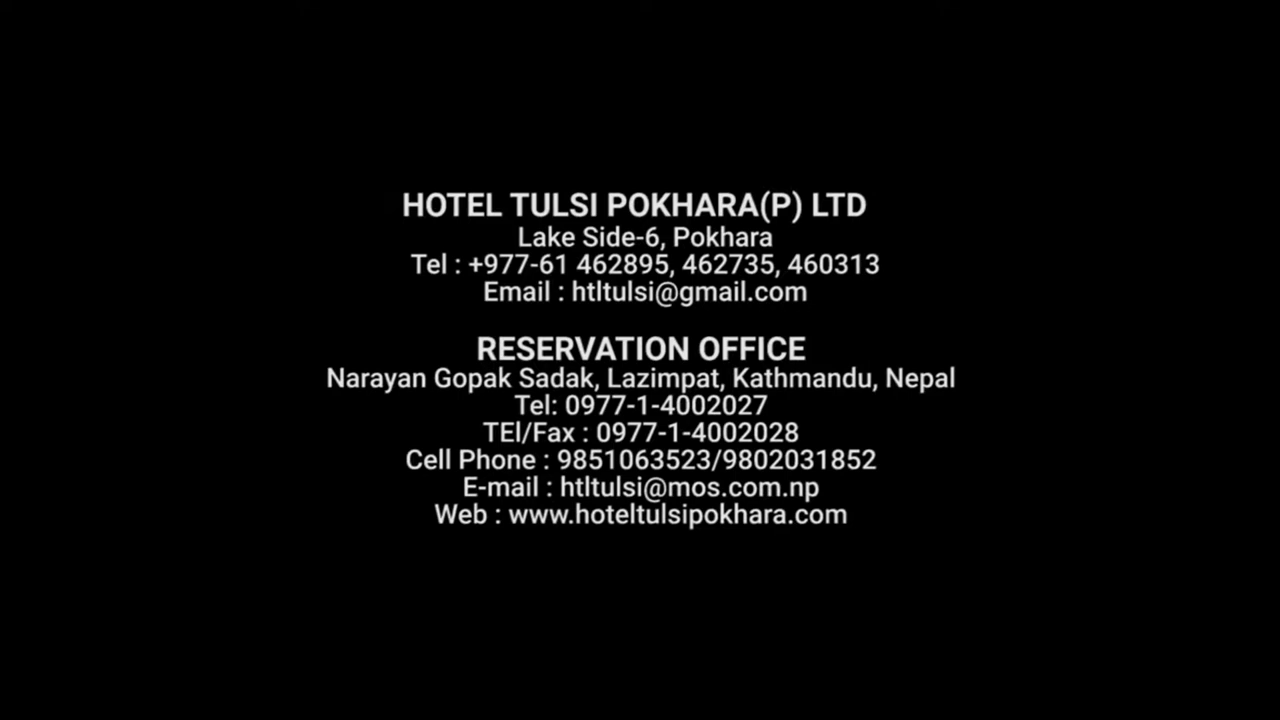 HOTEL TULSI POKHARA(P) LTD
Lake Side-6, Pokhara
Tel : +977-61 462895, 462735, 460313
Email : htltulsi@gmail.com
RESERVATION OFFICE
Narayan Gopak Sadak, Lazimpat, Kathmandu, Nepal
Tel: 0977-1-4002027
TEl/Fax : 0977-1-4002028
Cell Phone : 9851063523/9802031852
E-mail : htltulsi@mos.com.np
Web : www.hoteltulsipokhara.com